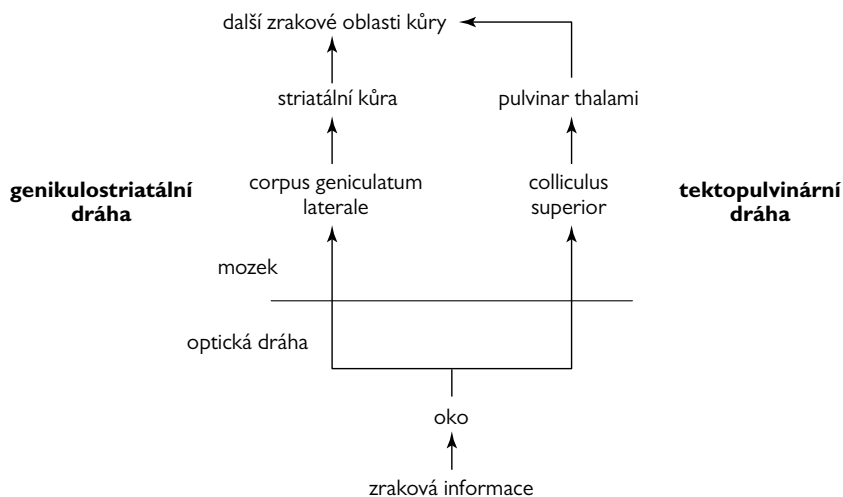 další zrakové oblasti kůry
striatální kůra
pulvinar thalami
genikulostriatální
dráha
corpus geniculatum
laterale
colliculus
superior
tektopulvinární
dráha
mozek
optická dráha
oko
zraková informace